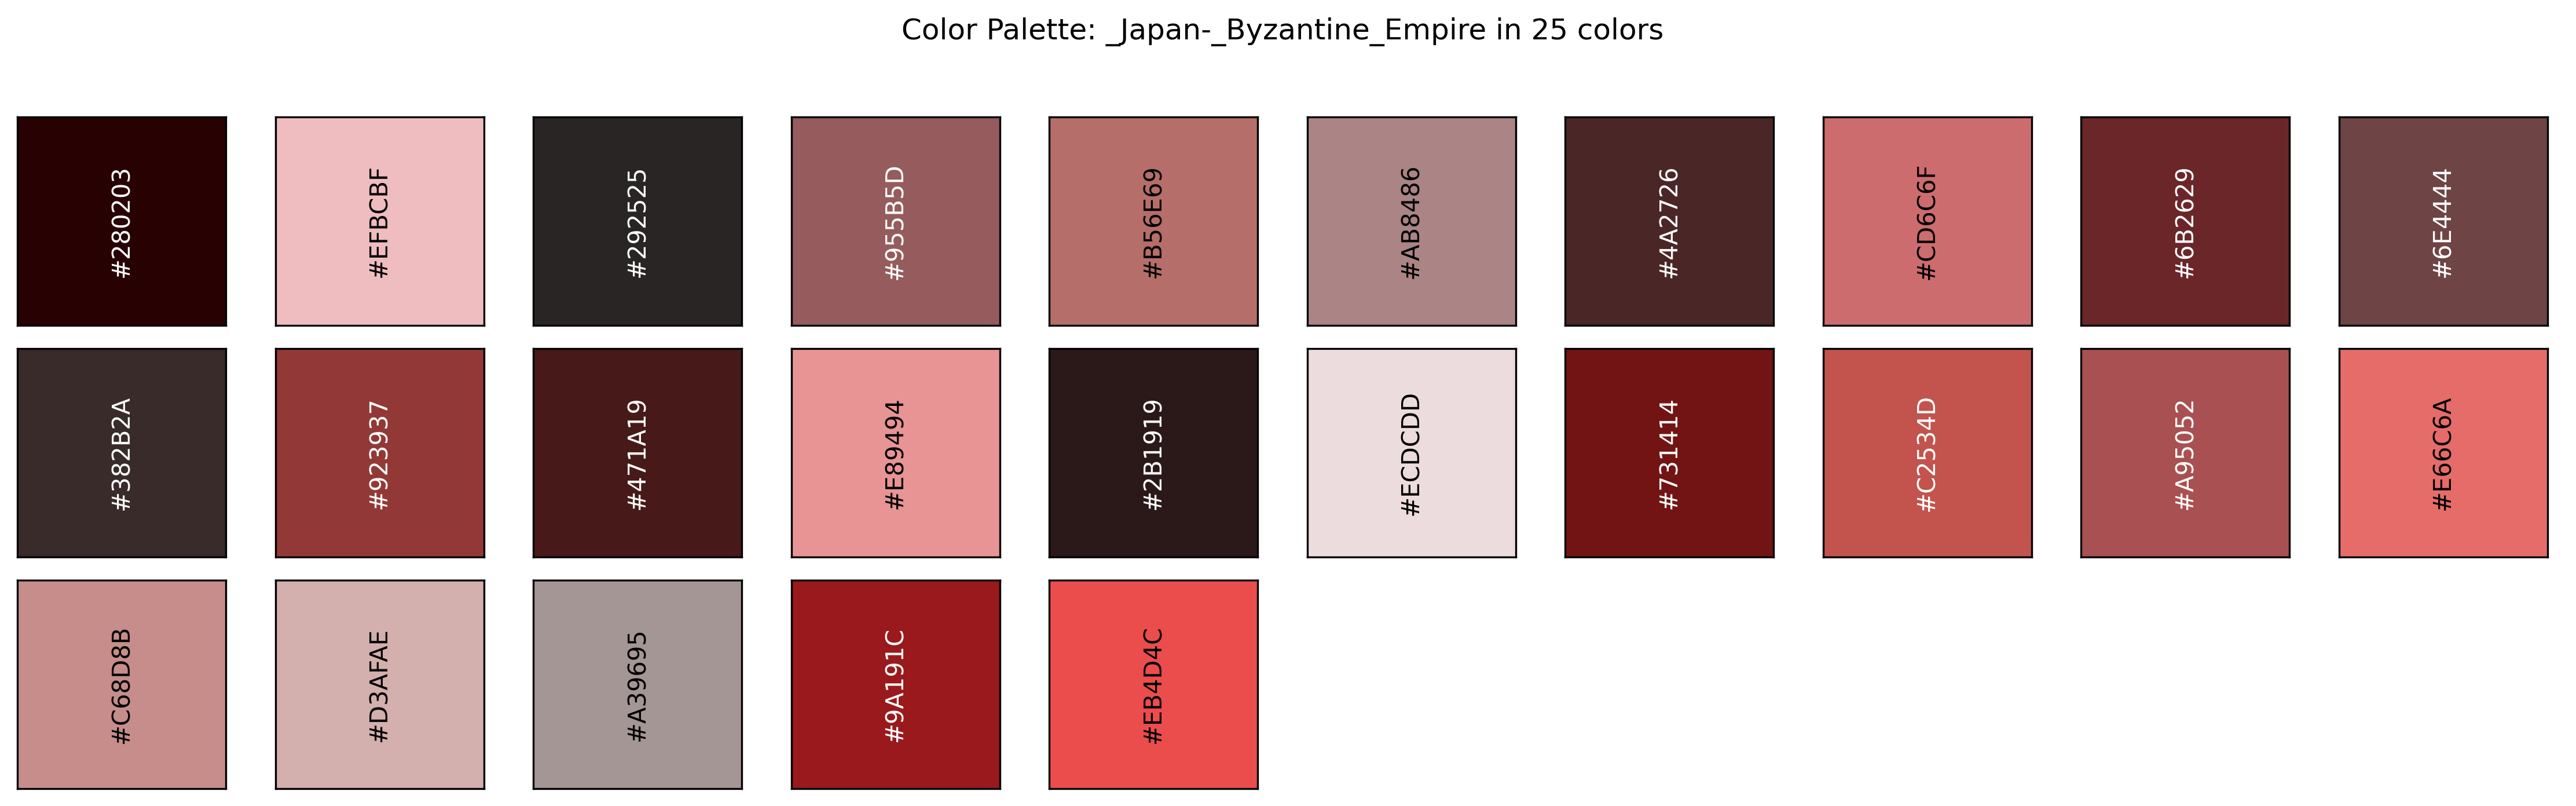 Color Palette: _Japan-_Byzantine_Empire in 25 colors
#280203
#EFBCBF
#292525
#955B5D
#B56E69
#AB8486
#4A2726
#CD6C6F
#6B2629
#6E4444
#382B2A
#923937
#471A19
#E89494
#2B1919
#ECDCDD
#731414
#C2534D
#A95052
#E66C6A
#C68D8B
#D3AFAE
#A39695
#9A191C
#EB4D4C